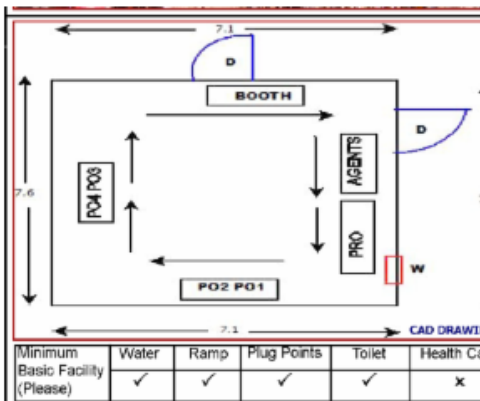 7.1
D
BOOTH
D
7.6
PO4 PO3
AGENTS
PRO
W
PO2 PO1
7.1
CAD DRAWI
Minimum Basic Facility (Please)
Water
Ramp
Plug Points
Toilet
Health Ca
✓
✓
✓
✓
x